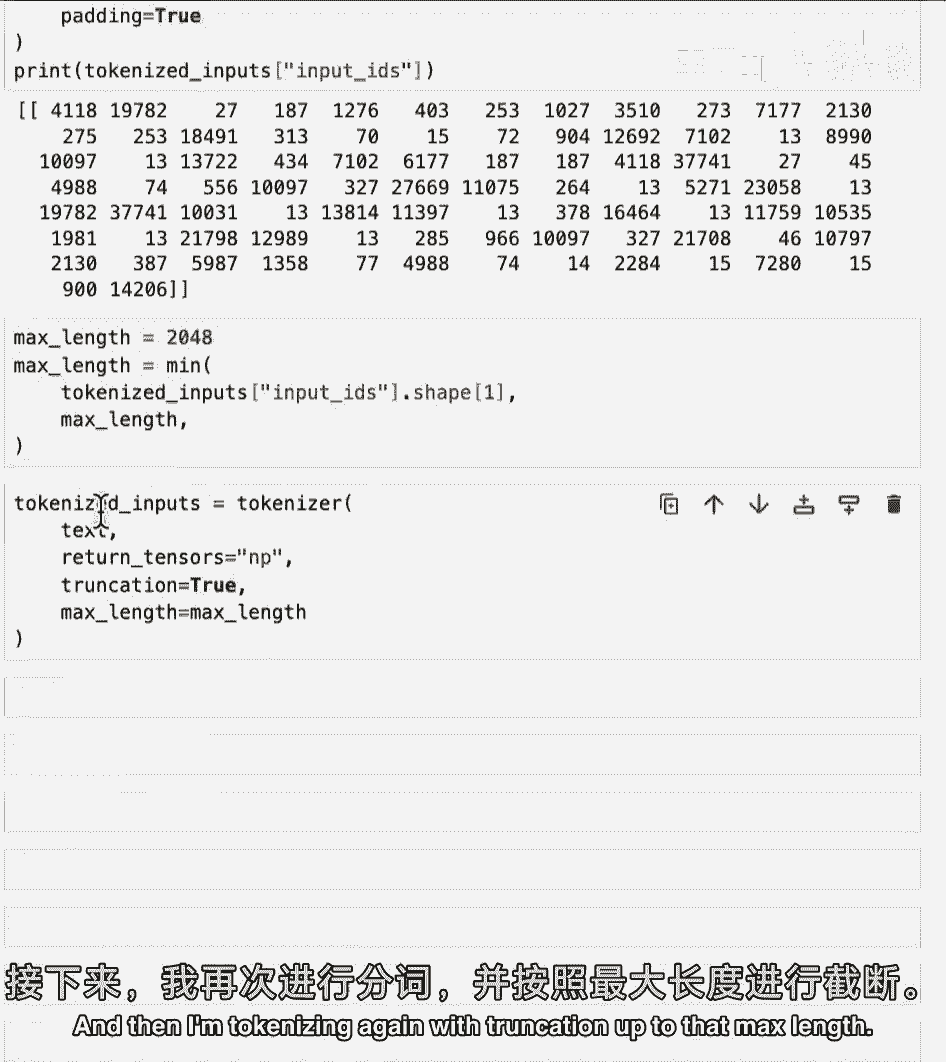 padding=True
)
print(tokenized_inputs["input_ids"])
[[ 4118 19782    27   187  1276   403   253  1027  3510   273  7177  2130
    275   253 18491   313    70    15    72   904 12692  7102    13  8990
  10097    13 13722   434  7102  6177   187   187  4118 37741    27    45
   4988    74   556 10097   327 27669 11075   264    13  5271 23058    13
  19782 37741 10031    13 13814 11397    13   378 16464    13 11759 10535
   1981    13 21798 12989    13   285   966 10097   327 21708    46 10797
   2130   387  5987  1358    77  4988    74    14  2284    15  7280    15
    900 14206]]
max_length = 2048
max_length = min(
    tokenized_inputs["input_ids"].shape[1],
    max_length,
)
tokenized_inputs = tokenizer(
    text,
    return_tensors="np",
    truncation=True,
    max_length=max_length
)
接下来，我再次进行分词，并按照最大长度进行截断。
And then I'm tokenizing again with truncation up to that max length.